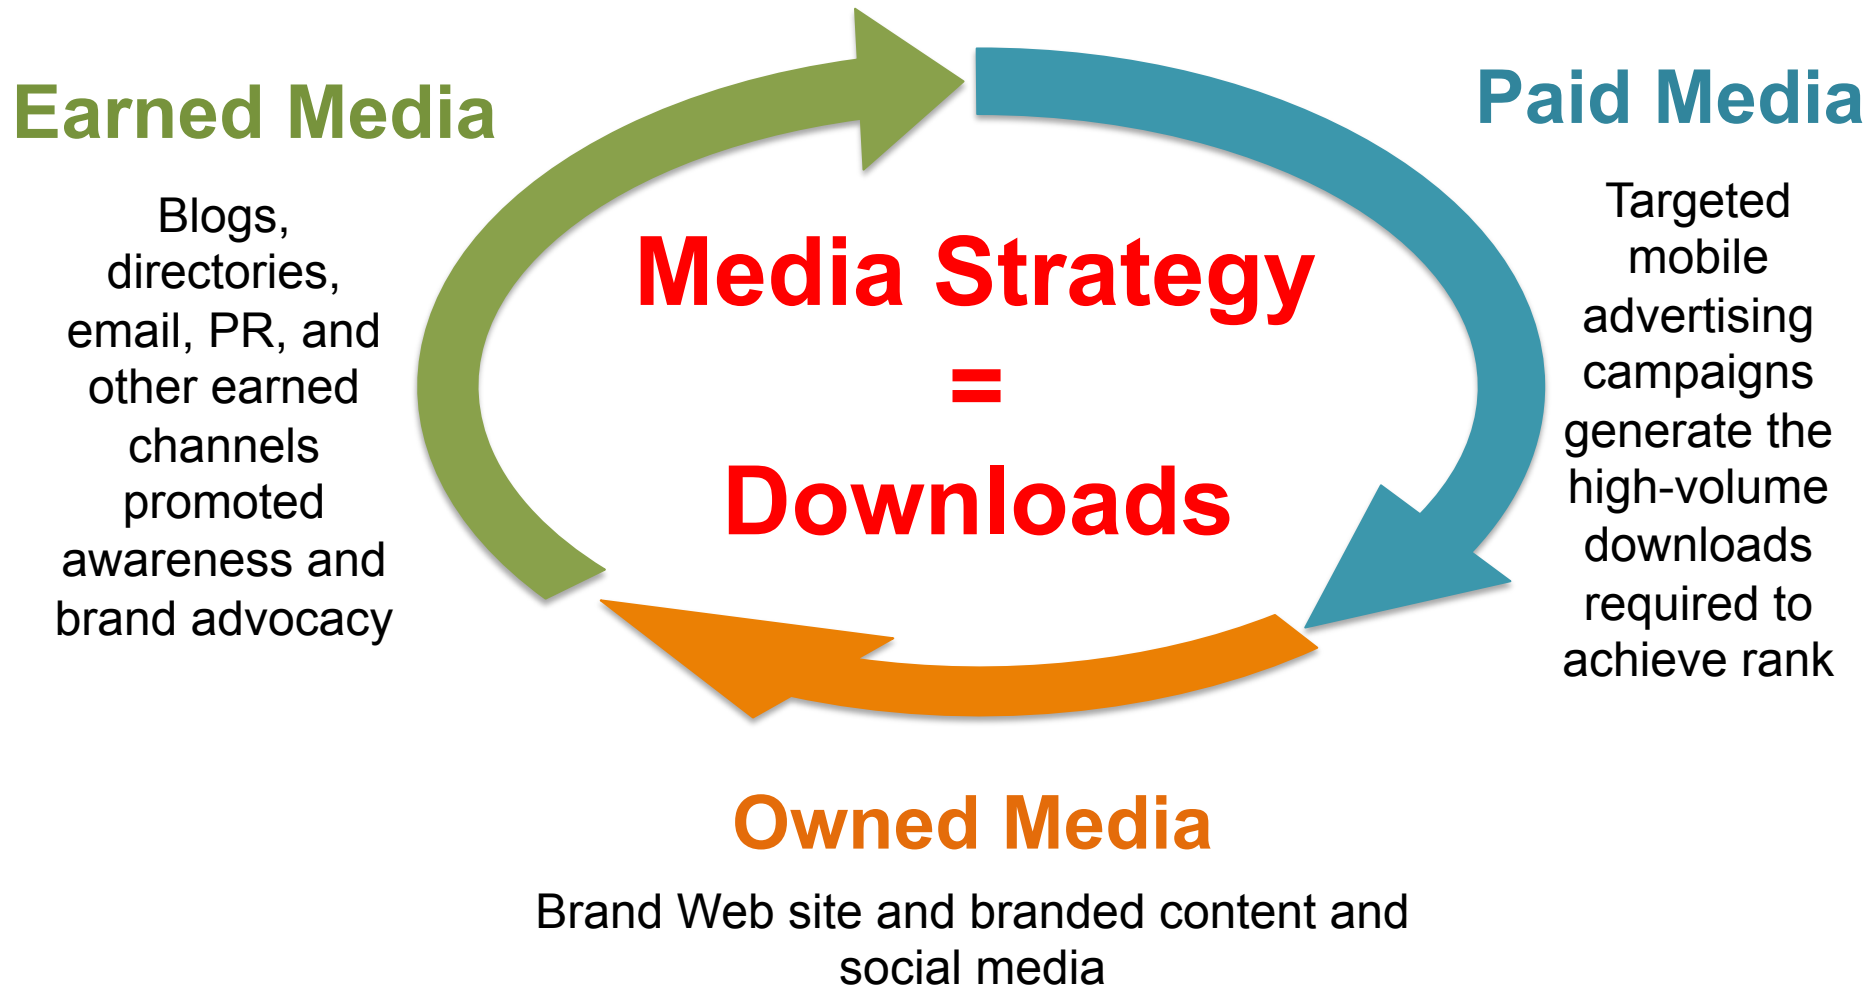 Earned Media
Blogs,
directories,
email, PR, and
other earned
channels
promoted
awareness and
brand advocacy
Media Strategy
=
Downloads
Paid Media
Targeted
mobile
advertising
campaigns
generate the
high-volume
downloads
required to
achieve rank
Owned Media
Brand Web site and branded content and
social media